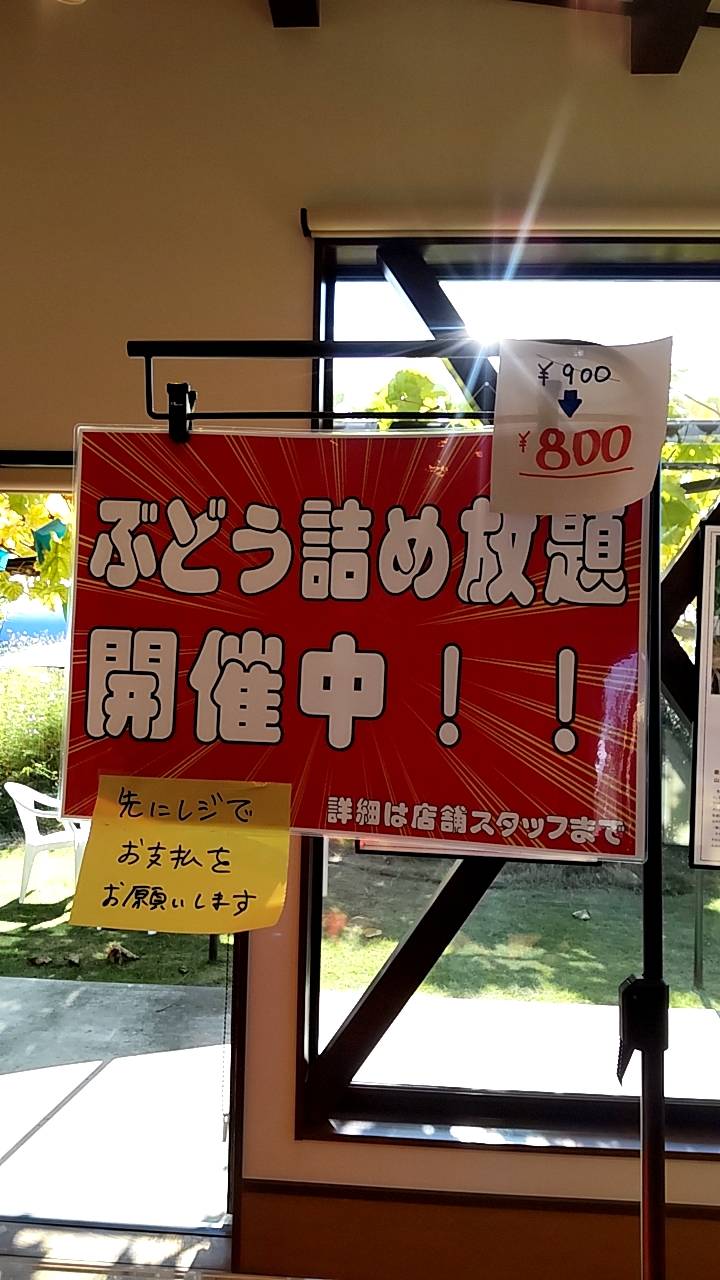 ¥900
¥800
ぶどう詰め放題
開催中！！
詳細は店舗スタッフまで
先にレジで
お支払を
お願いします